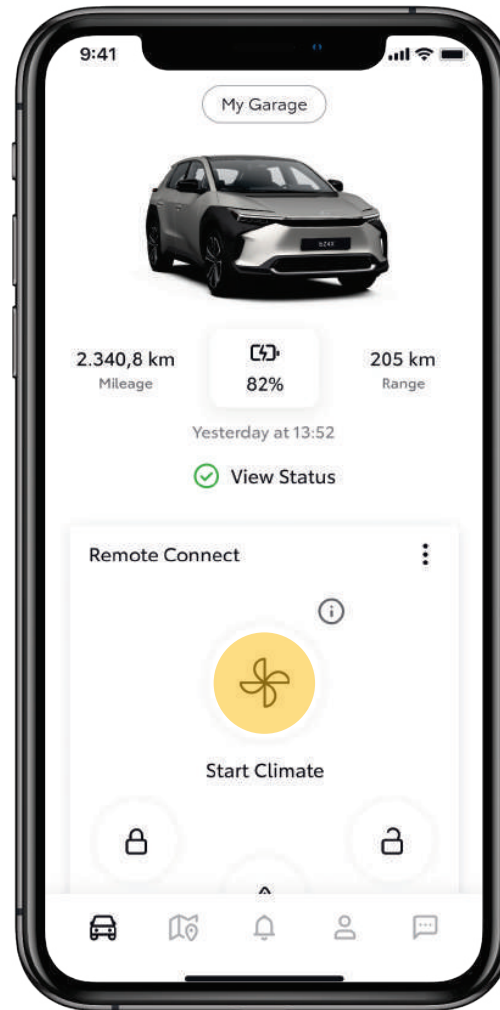 9:41
My Garage
bZ4X
2.340,8 km
Mileage
82%
205 km
Range
Yesterday at 13:52
View Status
Remote Connect
Start Climate